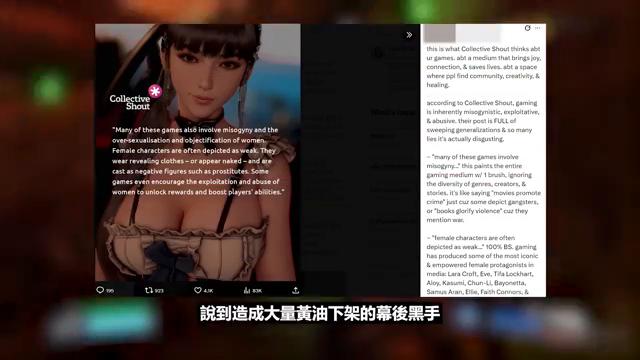 Collective
Shout
"Many of these games also involve misogyny and the
over-sexualisation and objectification of women.
Female characters are often depicted as weak. They
wear revealing clothes – or appear naked – and are
cast as negative figures such as prostitutes. Some
games even encourage the exploitation and abuse of
women to unlock rewards and boost players' abilities."
195
923
4.1K
83K
this is what Collective Shout thinks abt
ur games. abt a medium that brings joy,
connection, & saves lives. abt a space
where ppl find community, creativity, &
healing.
according to Collective Shout, gaming
is inherently misogynistic, exploitative,
& abusive. their post is FULL of
sweeping generalizations & so many
lies it's actually disgusting.
– "many of these games involve
misogyny..." this paints the entire
gaming medium w/ 1 brush, ignoring
the diversity of genres, creators, &
stories. it's like saying "movies promote
crime" just cuz some depict gangsters,
or "books glorify violence" cuz they
mention war.
– "female characters are often
depicted as weak..." 100% BS. gaming
has produced some of the most iconic
& empowered female protagonists in
media: Lara Croft, Eve, Tifa Lockhart,
Aloy, Kasumi, Chun-Li, Bayonetta,
Samus Aran, Ellie, Faith Connors, &
說到造成大量黃油下架的幕後黑手